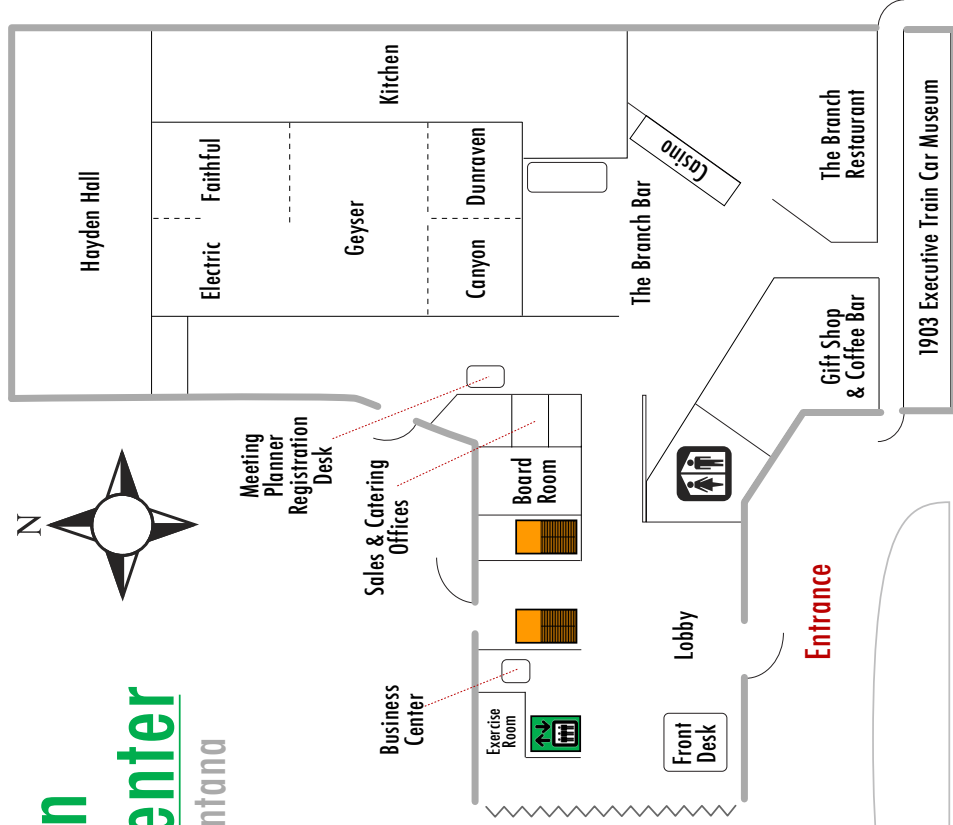 n
enter
ntana
N
Hayden Hall
Electric
Faithful
Geyser
Kitchen
Canyon
Dunraven
The Branch Bar
Casino
The Branch
Restaurant
1903 Executive Train Car Museum
Gift Shop
& Coffee Bar
Meeting
Planner
Registration
Desk
Sales & Catering
Offices
Board
Room
Business
Center
Exercise
Room
Lobby
Front
Desk
Entrance